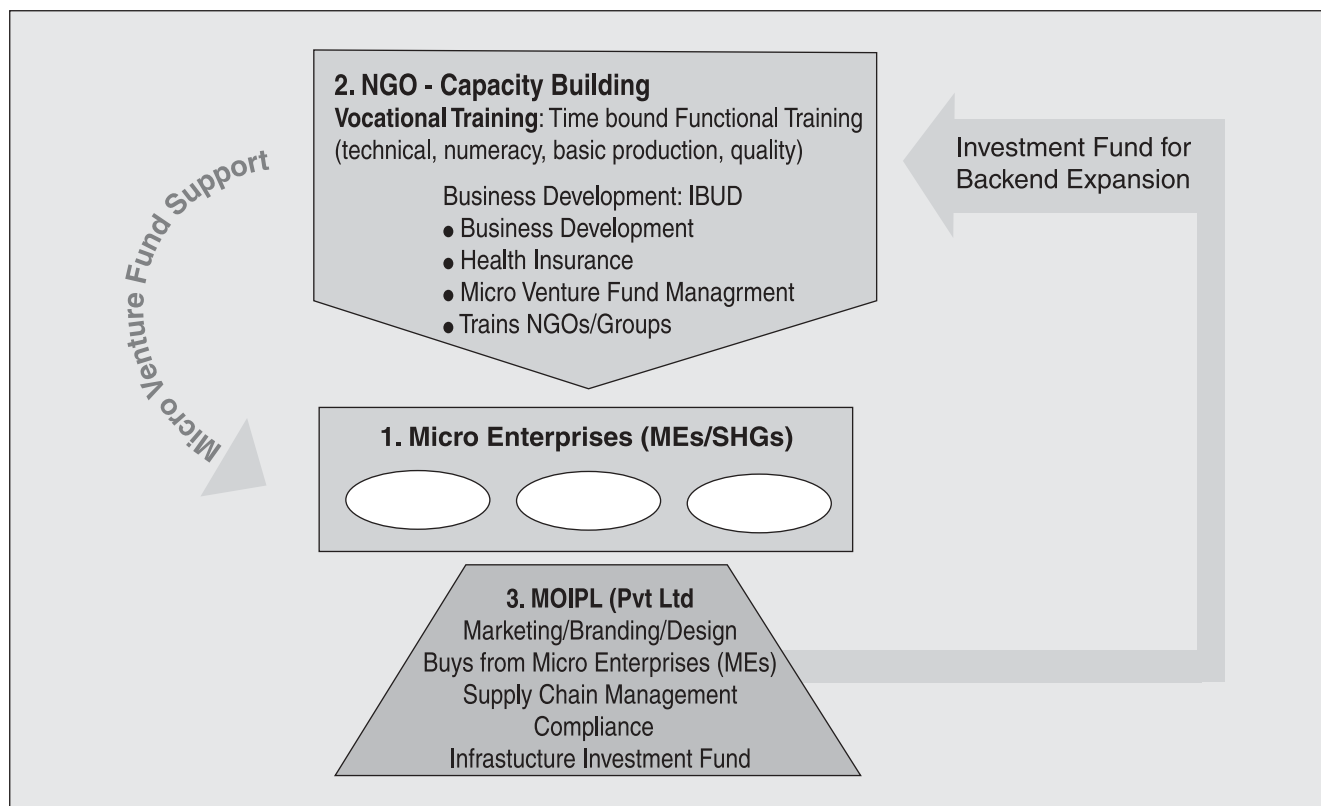 2. NGO - Capacity Building
Vocational Training: Time bound Functional Training
(technical, numeracy, basic production, quality)
Business Development: IBUD
● Business Development
● Health Insurance
● Micro Venture Fund Managrment
● Trains NGOs/Groups
Micro Venture Fund Support
Investment Fund for
Backend Expansion
1. Micro Enterprises (MEs/SHGs)
3. MOIPL (Pvt Ltd
Marketing/Branding/Design
Buys from Micro Enterprises (MEs)
Supply Chain Management
Compliance
Infrastucture Investment Fund